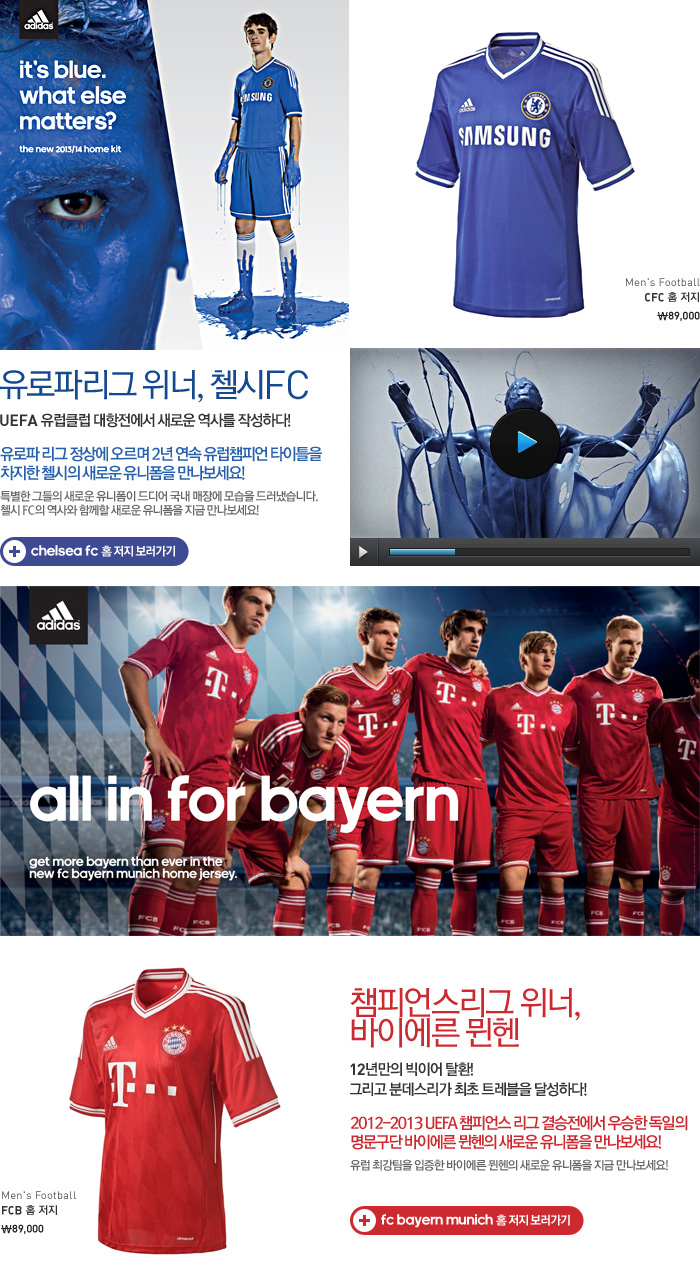 adidas
it's blue.
what else
matters?
the new 2013/14 home kit
SAMSUNG
adidas
SAMSUNG
Men's Football
CFC 홈 저지
₩89,000
유로파리그 위너, 첼시FC
UEFA 유럽클럽 대항전에서 새로운 역사를 작성하다!
유로파 리그 정상에 오르며 2년 연속 유럽챔피언 타이틀을
차지한 첼시의 새로운 유니폼을 만나보세요!
특별한 그들의 새로운 유니폼이 드디어 국내 매장에 모습을 드러냈습니다.
첼시 FC의 역사와 함께할 새로운 유니폼을 지금 만나보세요!
chelsea fc 홈 저지 보러가기
adidas
all in for bayern
get more bayern than ever in the
new fc bayern munich home jersey.
FCB
FCB
FCB
FCB
adidas
챔피언스리그 위너,
바이에른 뮌헨
12년만의 빅이어 탈환!
그리고 분데스리가 최초 트레블을 달성하다!
2012-2013 UEFA 챔피언스 리그 결승전에서 우승한 독일의
명문구단 바이에른 뮌헨의 새로운 유니폼을 만나보세요!
유럽 최강팀을 입증한 바이에른 뮌헨의 새로운 유니폼을 지금 만나보세요!
Men's Football
FCB 홈 저지
₩89,000
fc bayern munich 홈 저지 보러가기